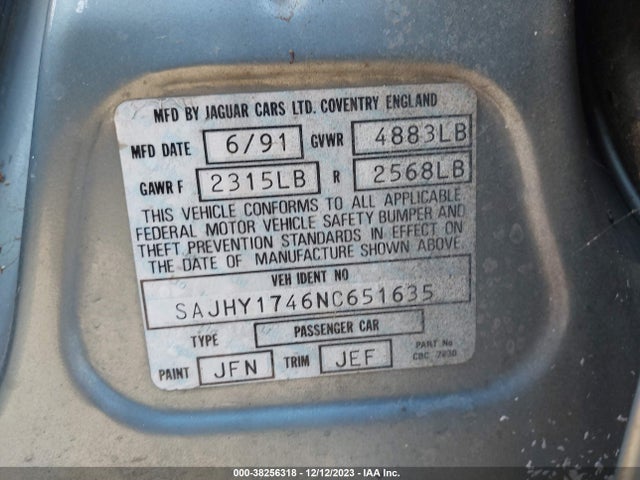 MFD BY JAGUAR CARS LTD. COVENTRY ENGLAND
MFD DATE 6/91 GVWR 4883LB
GAWR F 2315LB R 2568LB
THIS VEHICLE CONFORMS TO ALL APPLICABLE
FEDERAL MOTOR VEHICLE SAFETY BUMPER AND
THEFT PREVENTION STANDARDS IN EFFECT ON
THE DATE OF MANUFACTURE SHOWN ABOVE.
VEH IDENT NO
SAJHY1746NC651635
TYPE PASSENGER CAR
PAINT JFN TRIM JEF PART No
CBC 7830
000-38256318 - 12/12/2023 - IAA Inc.